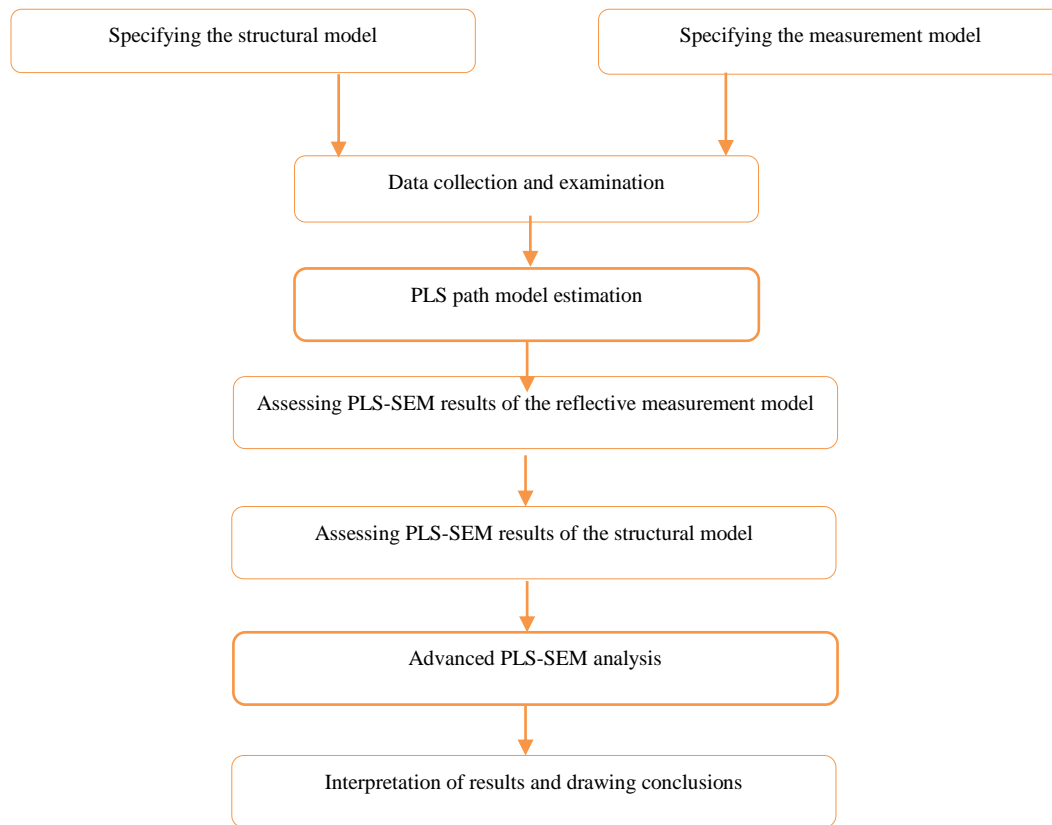 Specifying the structural model
Specifying the measurement model
Data collection and examination
PLS path model estimation
Assessing PLS-SEM results of the reflective measurement model
Assessing PLS-SEM results of the structural model
Advanced PLS-SEM analysis
Interpretation of results and drawing conclusions